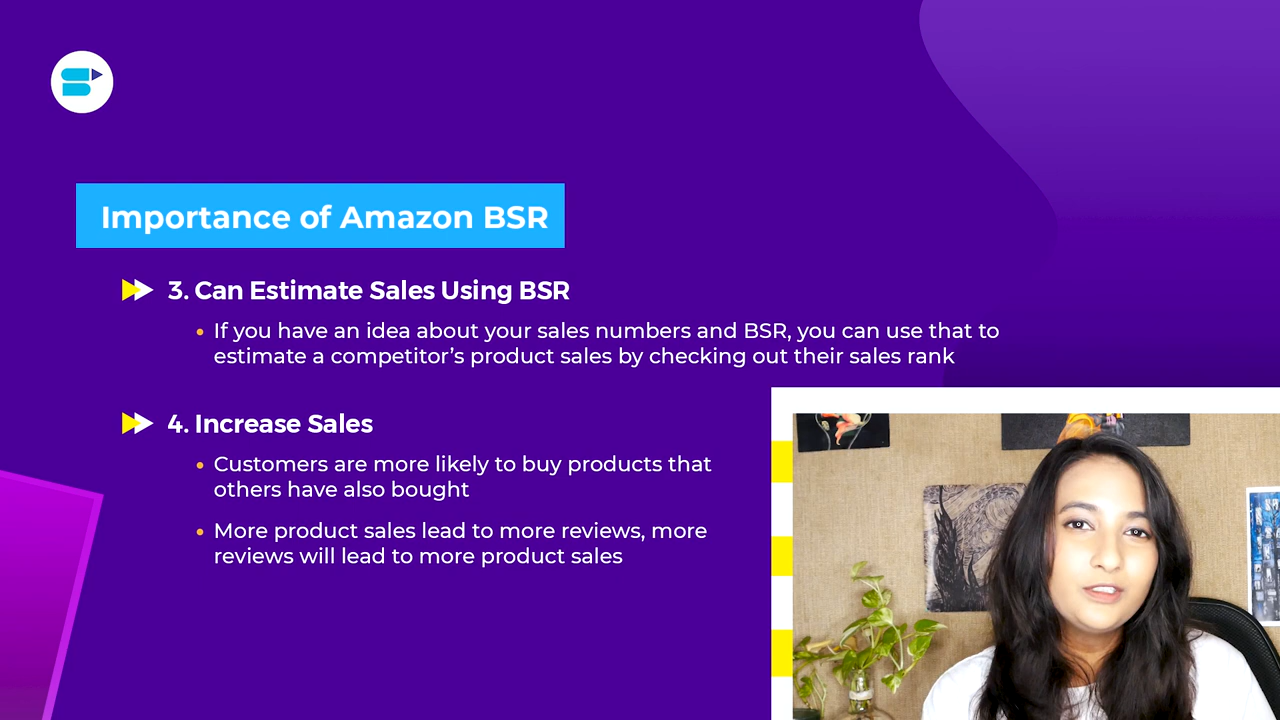 Importance of Amazon BSR
3. Can Estimate Sales Using BSR
• If you have an idea about your sales numbers and BSR, you can use that to
estimate a competitor's product sales by checking out their sales rank
4. Increase Sales
• Customers are more likely to buy products that
others have also bought
• More product sales lead to more reviews, more
reviews will lead to more product sales